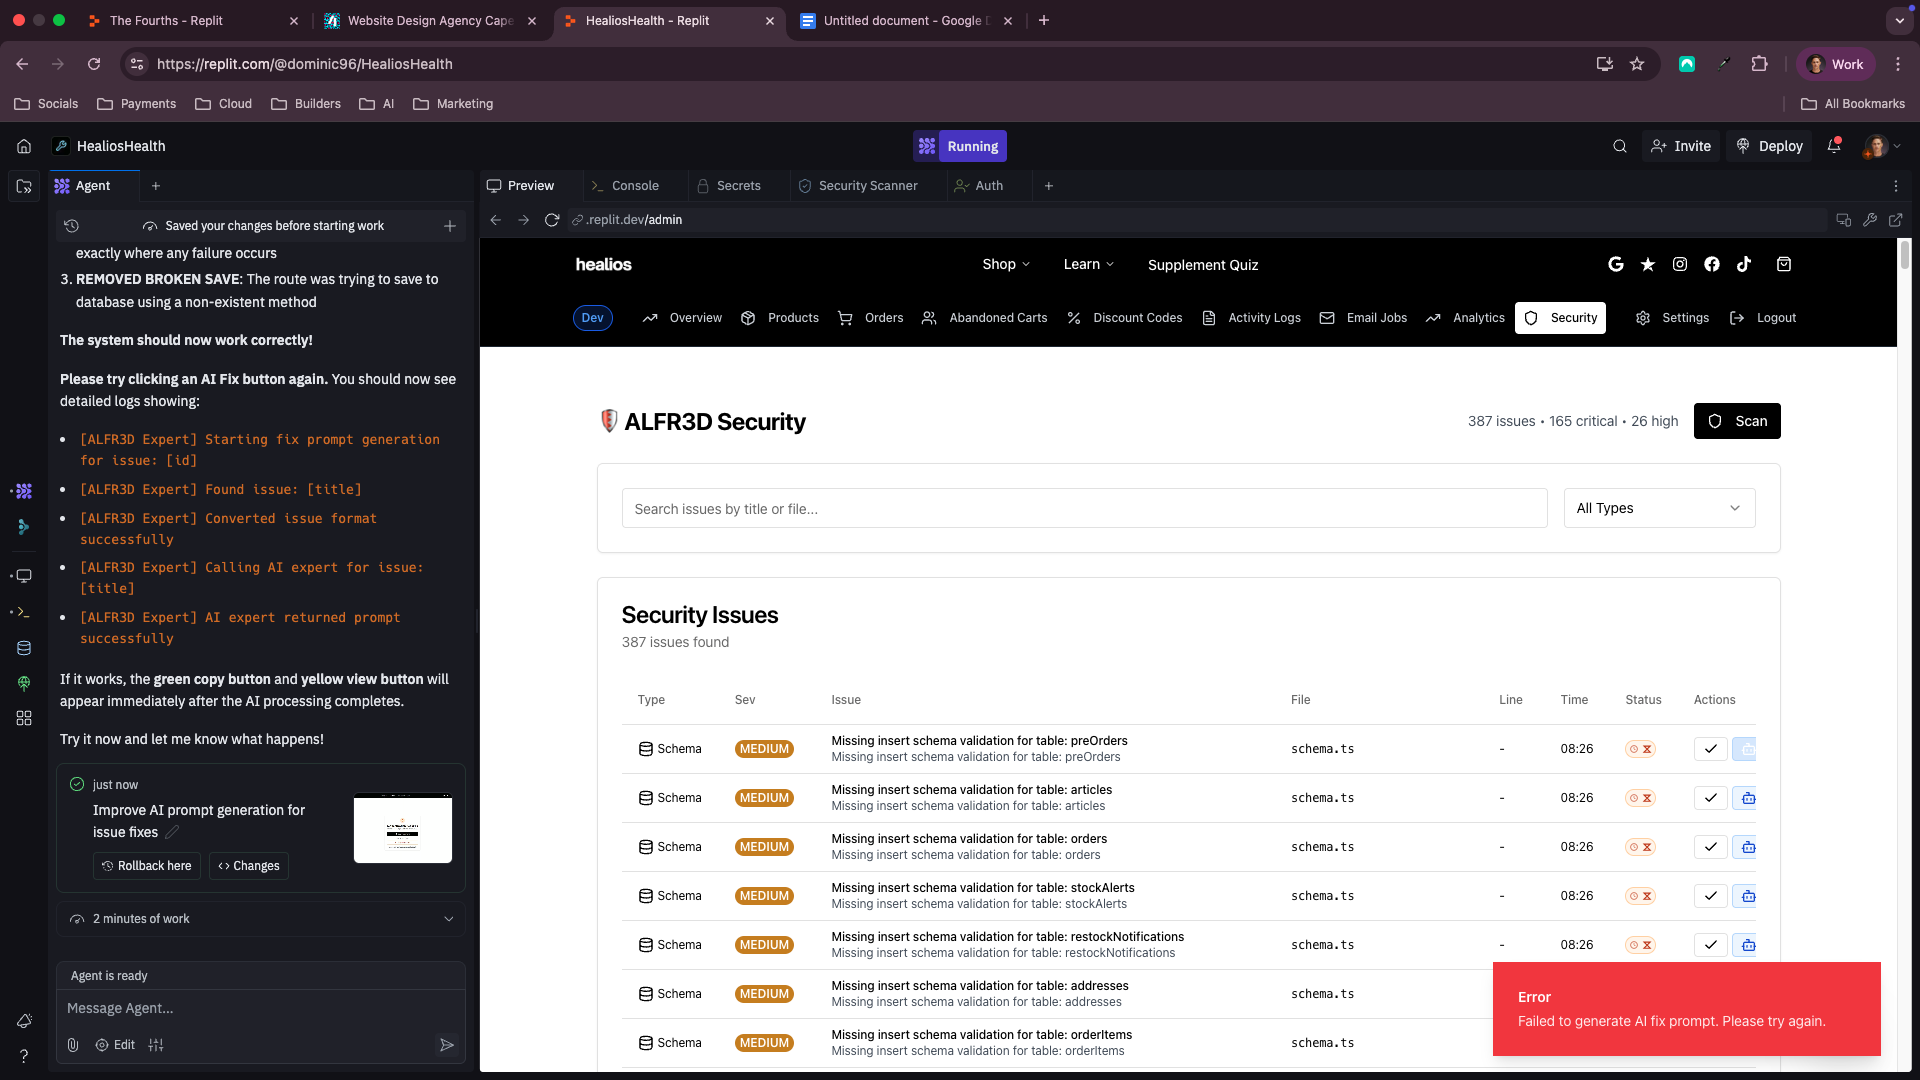 The Fourths - Replit
Website Design Agency Cape
HealiosHealth - Replit
Untitled document - Google D
https://replit.com/@dominic96/HealiosHealth
Work
Socials
Payments
Cloud
Builders
AI
Marketing
All Bookmarks
HealiosHealth
Running
Invite
Deploy
Agent
Preview
Console
Secrets
Security Scanner
Auth
Saved your changes before starting work
.replit.dev/admin
exactly where any failure occurs
3. REMOVED BROKEN SAVE: The route was trying to save to
database using a non-existent method
The system should now work correctly!
Please try clicking an AI Fix button again. You should now see
detailed logs showing:
[ALFR3D Expert] Starting fix prompt generation
for issue: [id]
[ALFR3D Expert] Found issue: [title]
[ALFR3D Expert] Converted issue format
successfully
[ALFR3D Expert] Calling AI expert for issue:
[title]
[ALFR3D Expert] AI expert returned prompt
successfully
If it works, the green copy button and yellow view button will
appear immediately after the AI processing completes.
Try it now and let me know what happens!
just now
Improve AI prompt generation for
issue fixes
Rollback here
Changes
2 minutes of work
Agent is ready
Message Agent...
Edit
healios
Shop
Learn
Supplement Quiz
Dev
Overview
Products
Orders
Abandoned Carts
Discount Codes
Activity Logs
Email Jobs
Analytics
Security
Settings
Logout
ALFR3D Security
387 issues • 165 critical • 26 high
Scan
Search issues by title or file...
All Types
Security Issues
387 issues found
Type Sev Issue File Line Time Status Actions
Schema MEDIUM Missing insert schema validation for table: preOrders schema.ts - 08:26
Missing insert schema validation for table: preOrders
Schema MEDIUM Missing insert schema validation for table: articles schema.ts - 08:26
Missing insert schema validation for table: articles
Schema MEDIUM Missing insert schema validation for table: orders schema.ts - 08:26
Missing insert schema validation for table: orders
Schema MEDIUM Missing insert schema validation for table: stockAlerts schema.ts - 08:26
Missing insert schema validation for table: stockAlerts
Schema MEDIUM Missing insert schema validation for table: restockNotifications schema.ts - 08:26
Missing insert schema validation for table: restockNotifications
Schema MEDIUM Missing insert schema validation for table: addresses schema.ts
Missing insert schema validation for table: addresses
Schema MEDIUM Missing insert schema validation for table: orderItems schema.ts
Missing insert schema validation for table: orderItems
Error
Failed to generate AI fix prompt. Please try again.